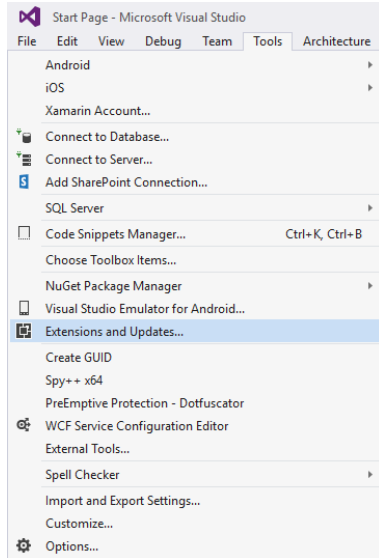 Start Page - Microsoft Visual Studio
File Edit View Debug Team Tools Architecture
Android
iOS
Xamarin Account...
Connect to Database...
Connect to Server...
Add SharePoint Connection...
SQL Server
Code Snippets Manager... Ctrl+K, Ctrl+B
Choose Toolbox Items...
NuGet Package Manager
Visual Studio Emulator for Android...
Extensions and Updates...
Create GUID
Spy++ x64
PreEmptive Protection - Dotfuscator
WCF Service Configuration Editor
External Tools...
Spell Checker
Import and Export Settings...
Customize...
Options...